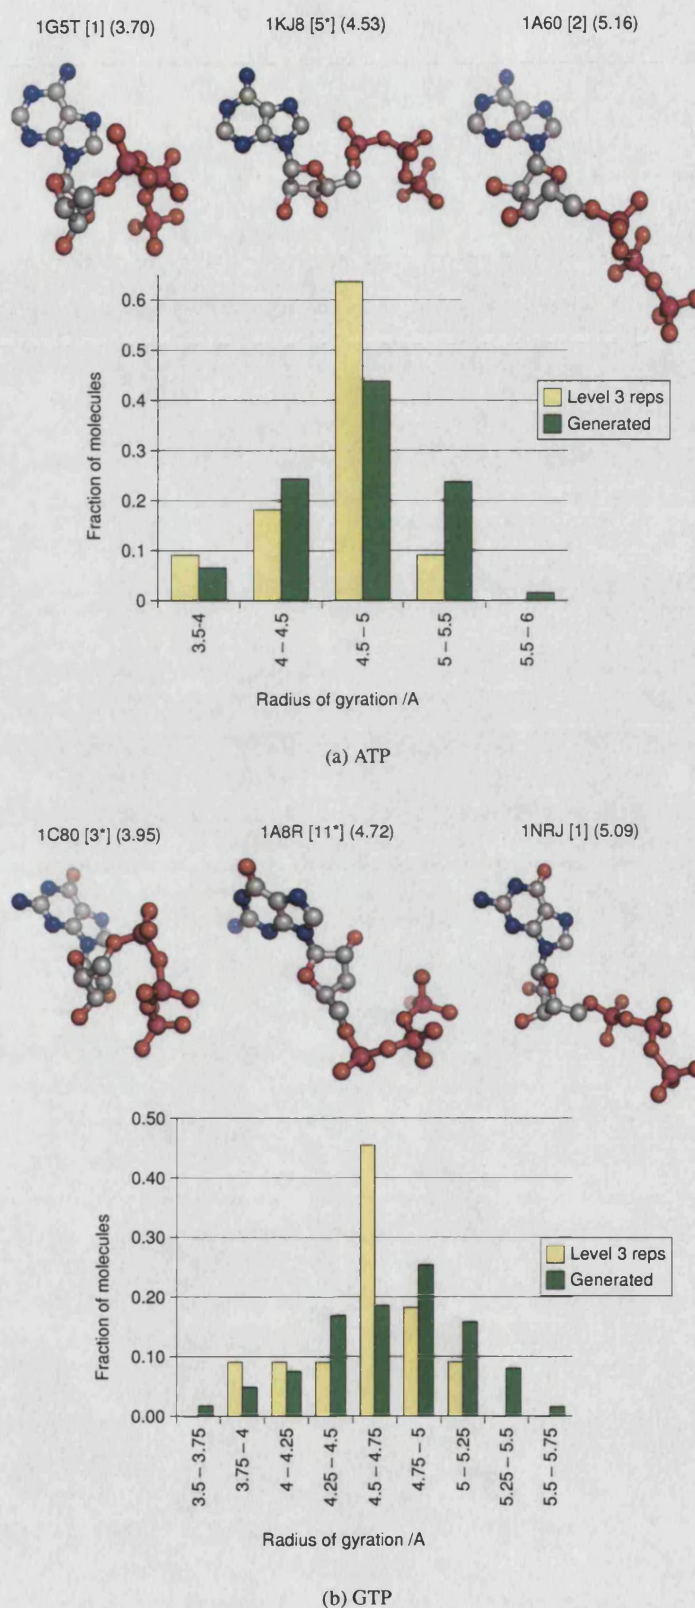 1G5T [1] (3.70) 1KJ8 [5*] (4.53) 1A60 [2] (5.16)
0.6
0.5
0.4
0.3
0.2
0.1
0
Fraction of molecules
Level 3 reps
Generated
3.5-4
4 – 4.5
4.5 – 5
5 – 5.5
5.5 – 6
Radius of gyration /A
(a) ATP
1C80 [3*] (3.95) 1A8R [11*] (4.72) 1NRJ [1] (5.09)
0.50
0.40
0.30
0.20
0.10
0.00
Fraction of molecules
Level 3 reps
Generated
3.5 – 3.75
3.75 – 4
4 – 4.25
4.25 – 4.5
4.5 – 4.75
4.75 – 5
5 – 5.25
5.25 – 5.5
5.5 – 5.75
Radius of gyration /A
(b) GTP